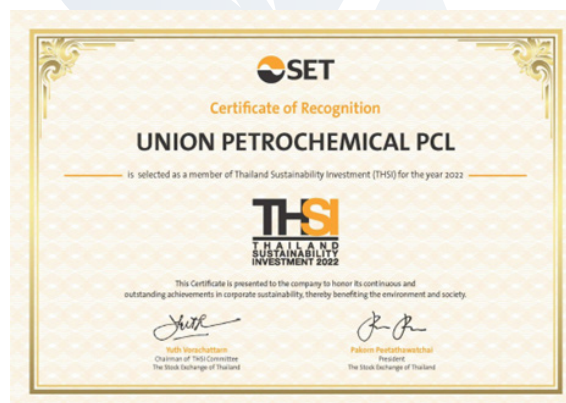 SET
Certificate of Recognition
UNION PETROCHEMICAL PCL
is selected as a member of Thailand Sustainability Investment (THSI) for the year 2022
THSI
THAILAND
SUSTAINABILITY
INVESTMENT 2022
This Certificate is presented to the company to honor its continuous and
outstanding achievements in corporate sustainability, thereby benefiting the environment and society.
Yuth Worachattarn
Chairman of THSI Committee
The Stock Exchange of Thailand
Pakorn Peetathawatchai
President
The Stock Exchange of Thailand